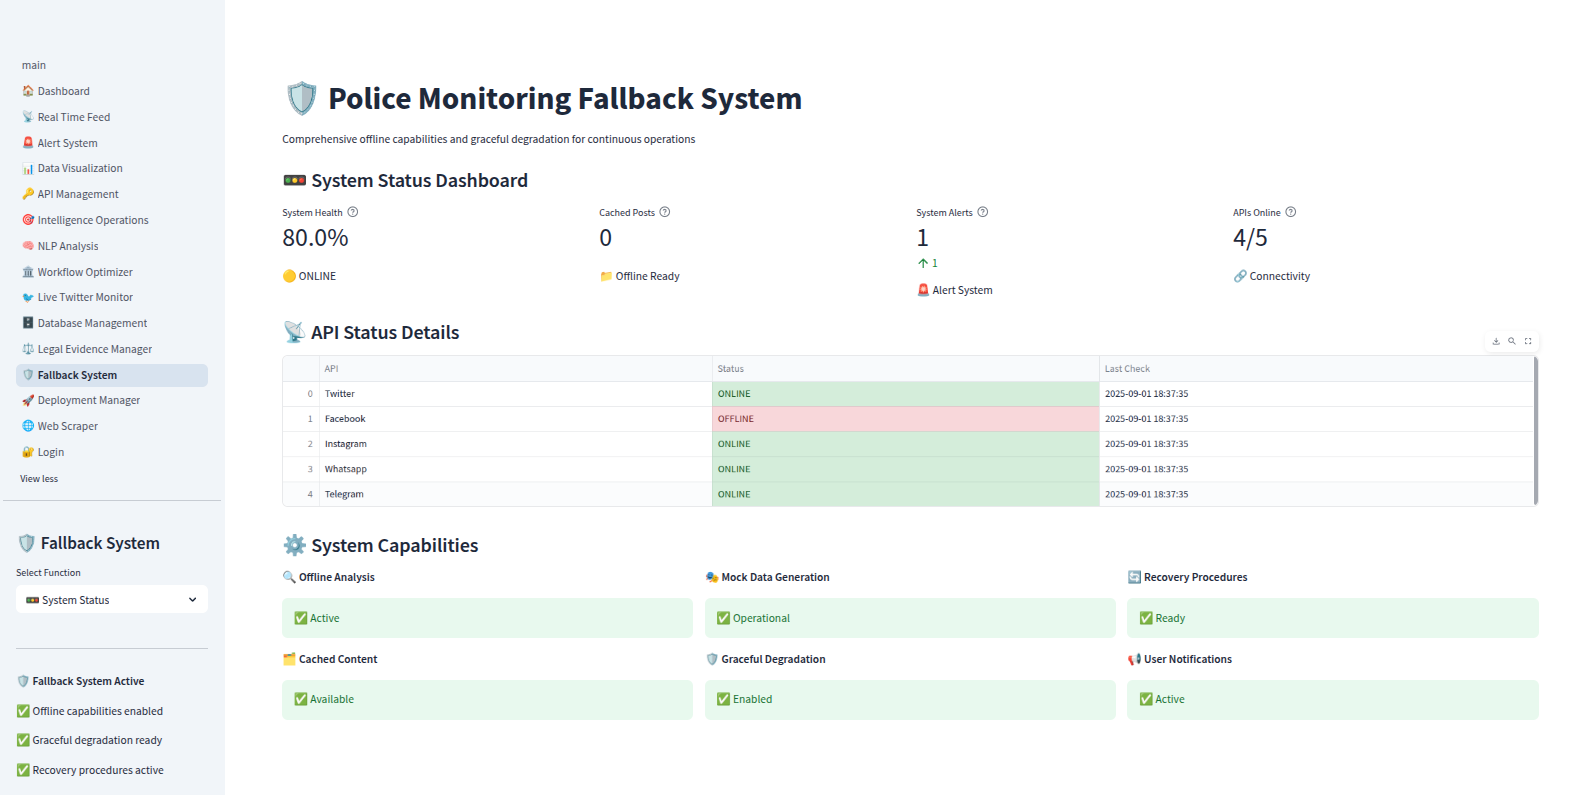 main
Dashboard
Real Time Feed
Alert System
Data Visualization
API Management
Intelligence Operations
NLP Analysis
Workflow Optimizer
Live Twitter Monitor
Database Management
Legal Evidence Manager
Fallback System
Deployment Manager
Web Scraper
Login
View less
Fallback System
Select Function
System Status
Fallback System Active
Offline capabilities enabled
Graceful degradation ready
Recovery procedures active
Police Monitoring Fallback System
Comprehensive offline capabilities and graceful degradation for continuous operations
System Status Dashboard
System Health
80.0%
ONLINE
Cached Posts
0
Offline Ready
System Alerts
1
↑ 1
Alert System
APIs Online
4/5
Connectivity
API Status Details
API Status Last Check
0 Twitter ONLINE 2025-09-01 18:37:35
1 Facebook OFFLINE 2025-09-01 18:37:35
2 Instagram ONLINE 2025-09-01 18:37:35
3 Whatsapp ONLINE 2025-09-01 18:37:35
4 Telegram ONLINE 2025-09-01 18:37:35
System Capabilities
Offline Analysis
Active
Mock Data Generation
Operational
Recovery Procedures
Ready
Cached Content
Available
Graceful Degradation
Enabled
User Notifications
Active